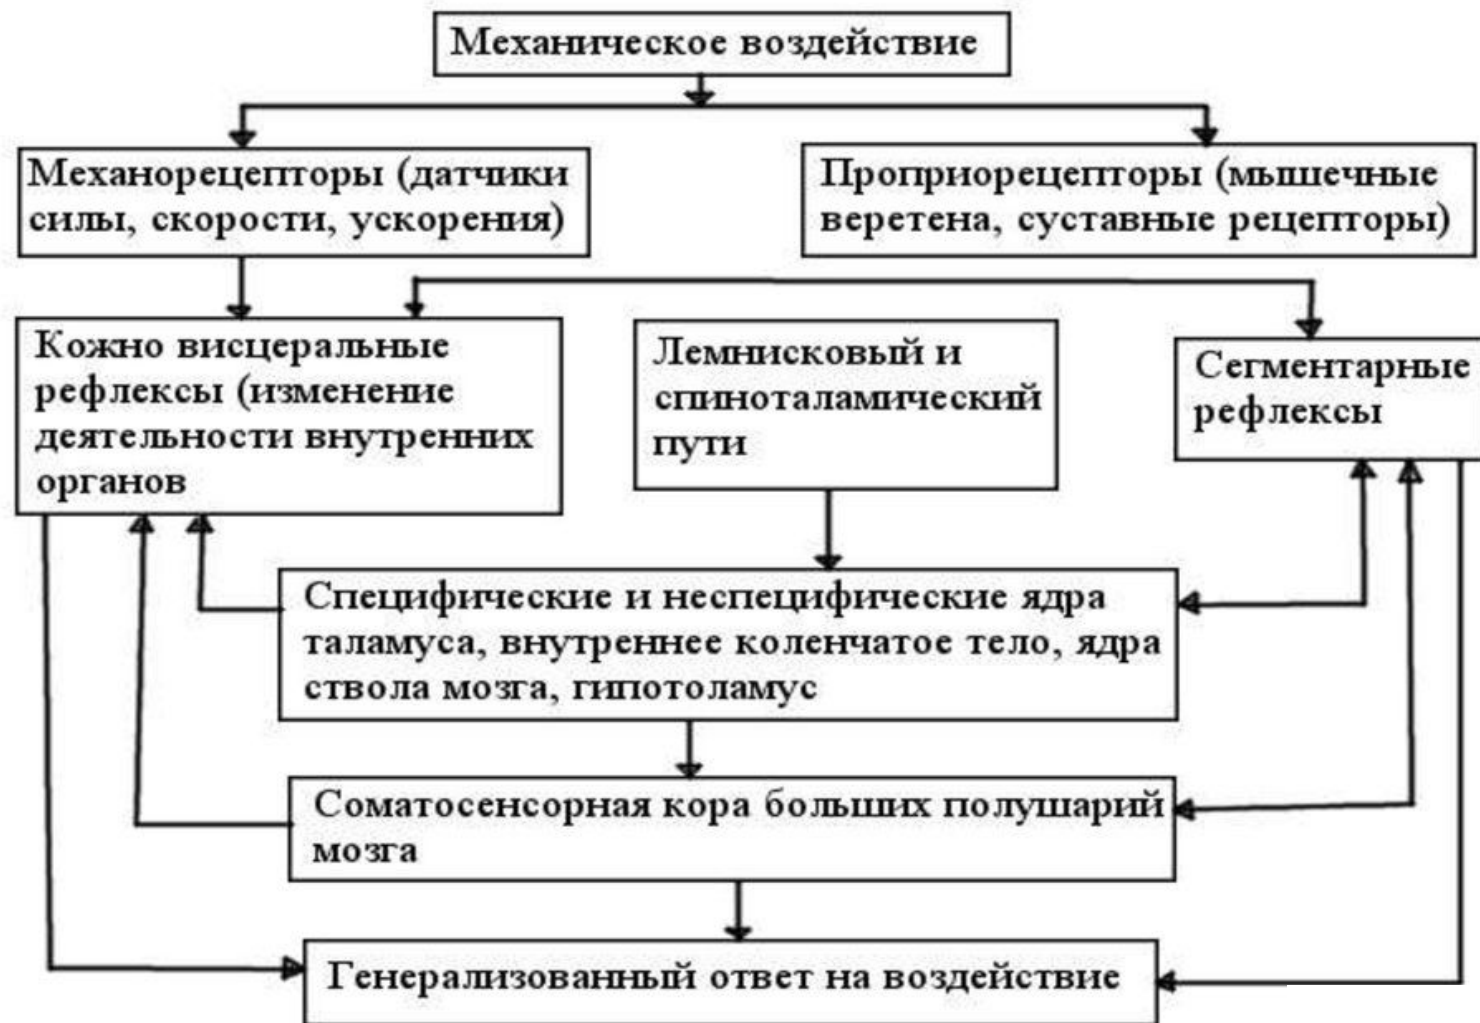 Механическое воздействие
Механорецепторы (датчики
силы, скорости, ускорения)
Проприорецепторы (мышечные
веретена, суставные рецепторы)
Кожно висцеральные
рефлексы (изменение
деятельности внутренних
органов
Лемнисковый и
спиноталамический
пути
Сегментарные
рефлексы
Специфические и неспецифические ядра
таламуса, внутреннее коленчатое тело, ядра
ствола мозга, гипотоламус
Соматосенсорная кора больших полушарий
мозга
Генерализованный ответ на воздействие